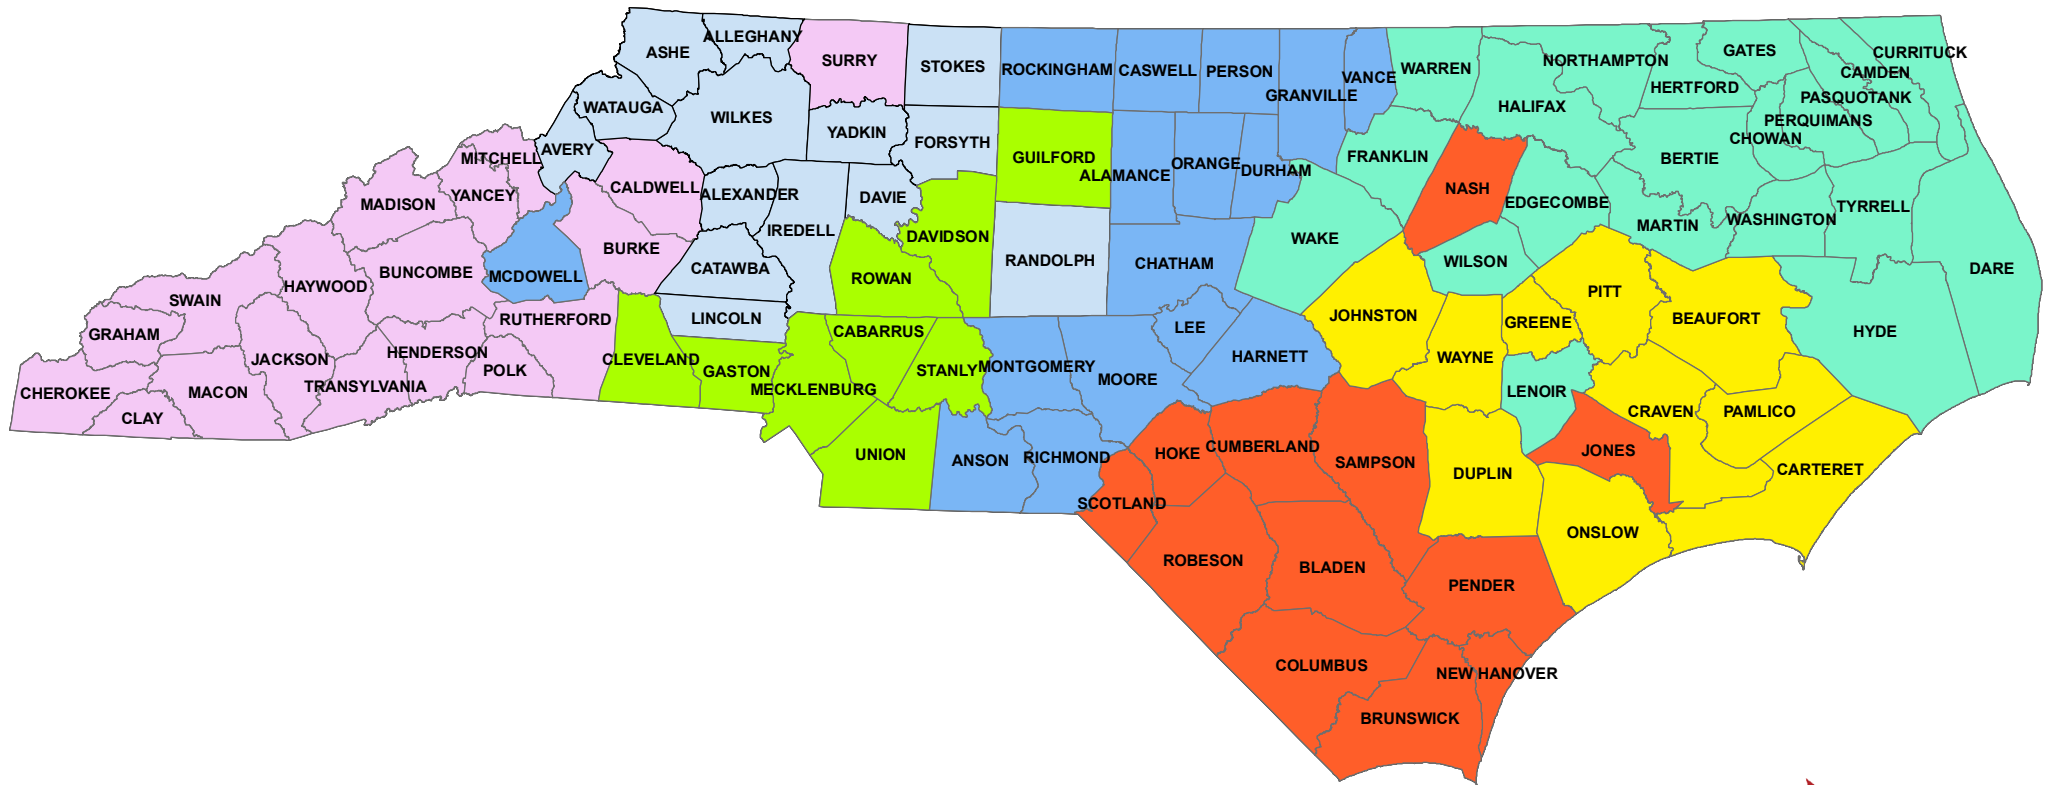 ALLEGHANY
ASHE
SURRY
STOKES
ROCKINGHAM
CASWELL
PERSON
VANCE
GRANVILLE
WARREN
NORTHAMPTON
GATES
CURRITUCK
CAMDEN
HERTFORD
PASQUOTANK
HALIFAX
PERQUIMANS
CHOWAN
WATAUGA
WILKES
YADKIN
FORSYTH
AVERY
GUILFORD
ALAMANCE
ORANGE
DURHAM
FRANKLIN
BERTIE
MITCHELL
YANCEY
CALDWELL
ALEXANDER
DAVIE
NASH
EDGECOMBE
MADISON
MARTIN
WASHINGTON
TYRRELL
IREDELL
DAVIDSON
WAKE
BURKE
BUNCOMBE
MCDOWELL
CATAWBA
ROWAN
RANDOLPH
CHATHAM
WILSON
DARE
HAYWOOD
SWAIN
PITT
RUTHERFORD
LINCOLN
CABARRUS
LEE
JOHNSTON
GREENE
BEAUFORT
HYDE
GRAHAM
JACKSON
HENDERSON
POLK
CLEVELAND
GASTON
STANLY
MONTGOMERY
MOORE
HARNETT
WAYNE
CHEROKEE
MACON
TRANSYLVANIA
MECKLENBURG
LENOIR
CLAY
CRAVEN
PAMLICO
UNION
ANSON
RICHMOND
HOKE
CUMBERLAND
SAMPSON
JONES
DUPLIN
CARTERET
SCOTLAND
ONSLOW
ROBESON
BLADEN
PENDER
COLUMBUS
NEW HANOVER
BRUNSWICK